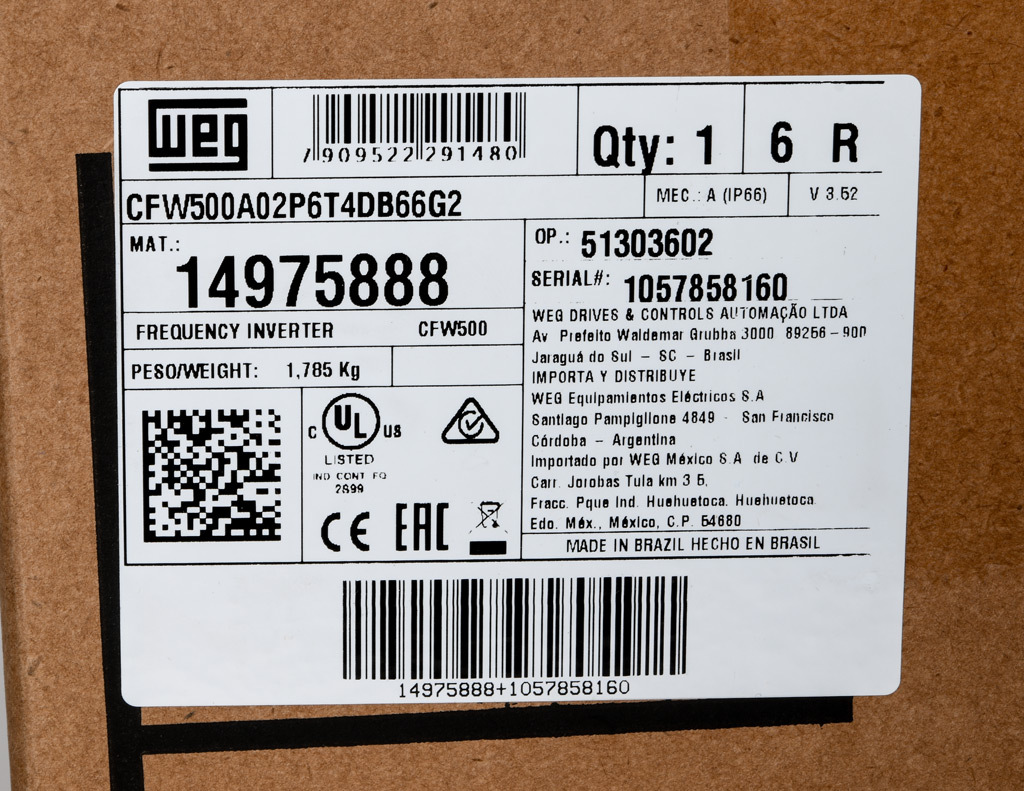 weg
7909522291480
Qty: 1
6 R
CFW500A02P6T4DB66G2
MEC.: A (IP66)
V 3.52
MAT.:
14975888
OP.: 51303602
SERIAL#: 1057858160
FREQUENCY INVERTER CFW500
PESO/WEIGHT: 1,785 Kg
WEG DRIVES & CONTROLS AUTOMAÇÃO LTDA
Av Prefeito Waldemar Grubba 3000 89256 - 900
Jaraguá do Sul - SC - Brasil
IMPORTA Y DISTRIBUYE
WEG Equipamientos Eléctricos S.A
Santiago Pampiglione 4849 - San Francisco
Córdoba - Argentina
Importado por WEG México S.A de C V
Carr. Jorobas Tula km 3 5,
Fracc. Pque Ind. Huehuetoca. Huehuetoca.
Edo. Méx., México, C.P. 54680
MADE IN BRAZIL HECHO EN BRASIL
C UL US
LISTED
IND CONT EQ
2S99
CE EAC
14975888+1057858160